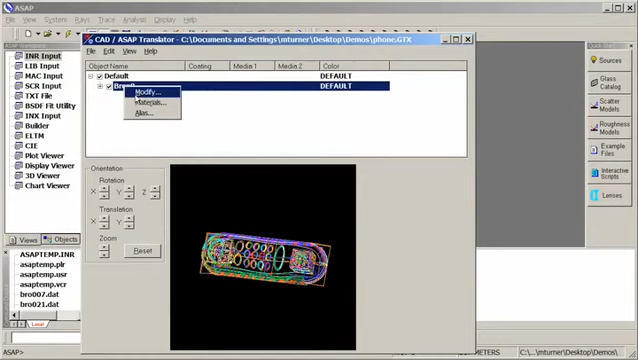 ASAP
View System Rays Trace Analysis Window Help
INR Input
LIB Input
MAC Input
SCR Input
TXT File
BSDF Fit Utility
INX Input
Builder
ELTM
CIE
Plot Viewer
Display Viewer
3D Viewer
Chart Viewer
Views Objects
ASAPTEMP.INR
asaptemp.plr
asaptemp.usr
asaptemp.vcr
bro007.dat
bro021.dat
Local
ASAP>
CAD / ASAP Translator - C:\Documents and Settings\mturner\Desktop\Demos\phone.GTX
File Edit View Help
Object Name Coating Media 1 Media 2 Color
Default DEFAULT
DEFAULT
Modify...
Materials...
Alias...
Orientation
Rotation
X Y Z
Translation
X Y
Zoom
Reset
Specs
Glass Catalog
Scatter Models
Roughness Models
Example Files
Interactive Scripts
Lenses
NONE